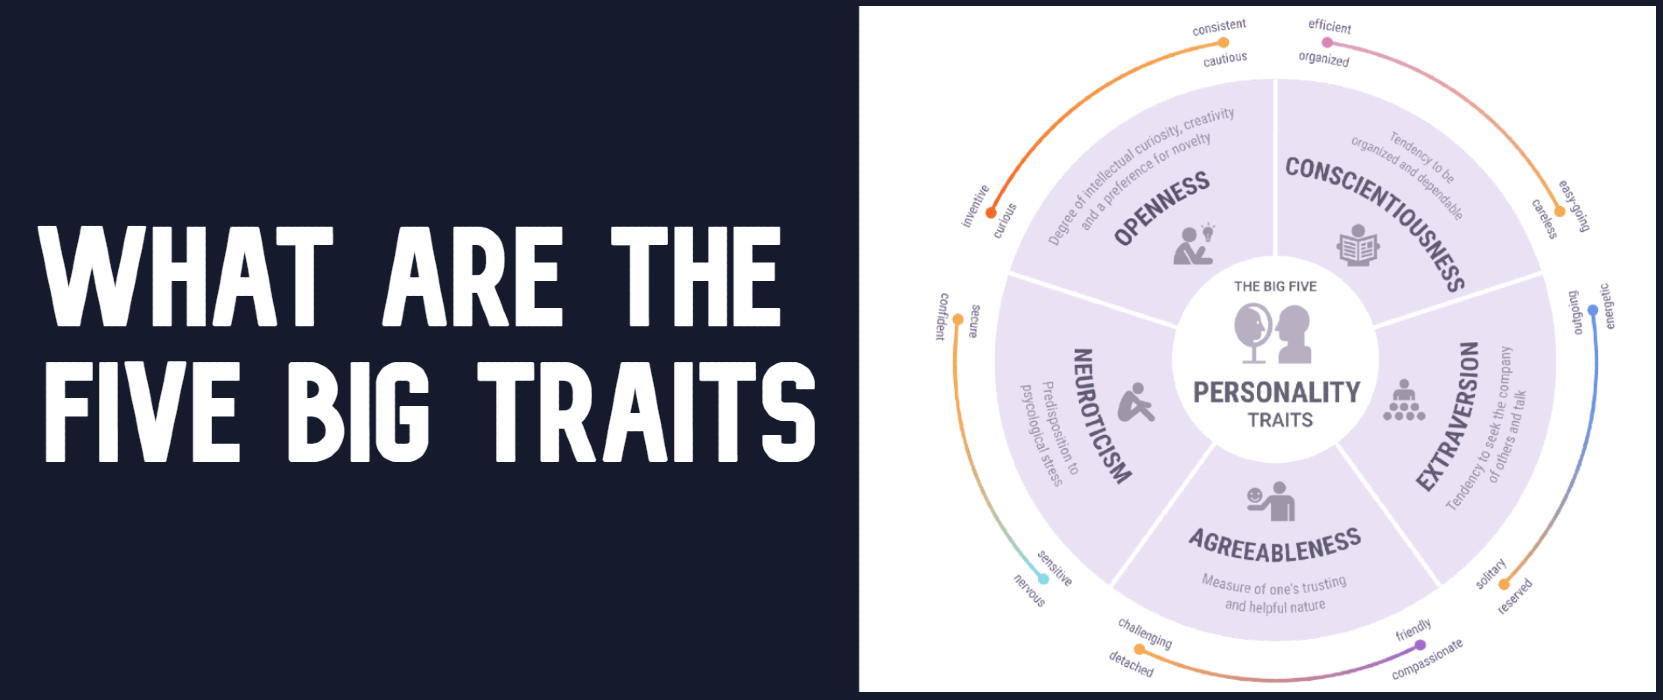 WHAT ARE THE
FIVE BIG TRAITS
consistent
cautious
inventive
curious
Degree of intellectual curiosity, creativity
and a preference for novelty
OPENNESS
efficient
organized
easy-going
careless
Tendency to be
organized and dependable
CONSCIENTIOUSNESS
THE BIG FIVE
PERSONALITY
TRAITS
energetic
outgoing
solitary
reserved
EXTRAVERSION
Tendency to seek the company
of others and talk
AGREEABLENESS
Measure of one's trusting
and helpful nature
friendly
compassionate
challenging
detached
NEUROTICISM
Predisposition to
psycological stress
secure
confident
sensitive
nervous